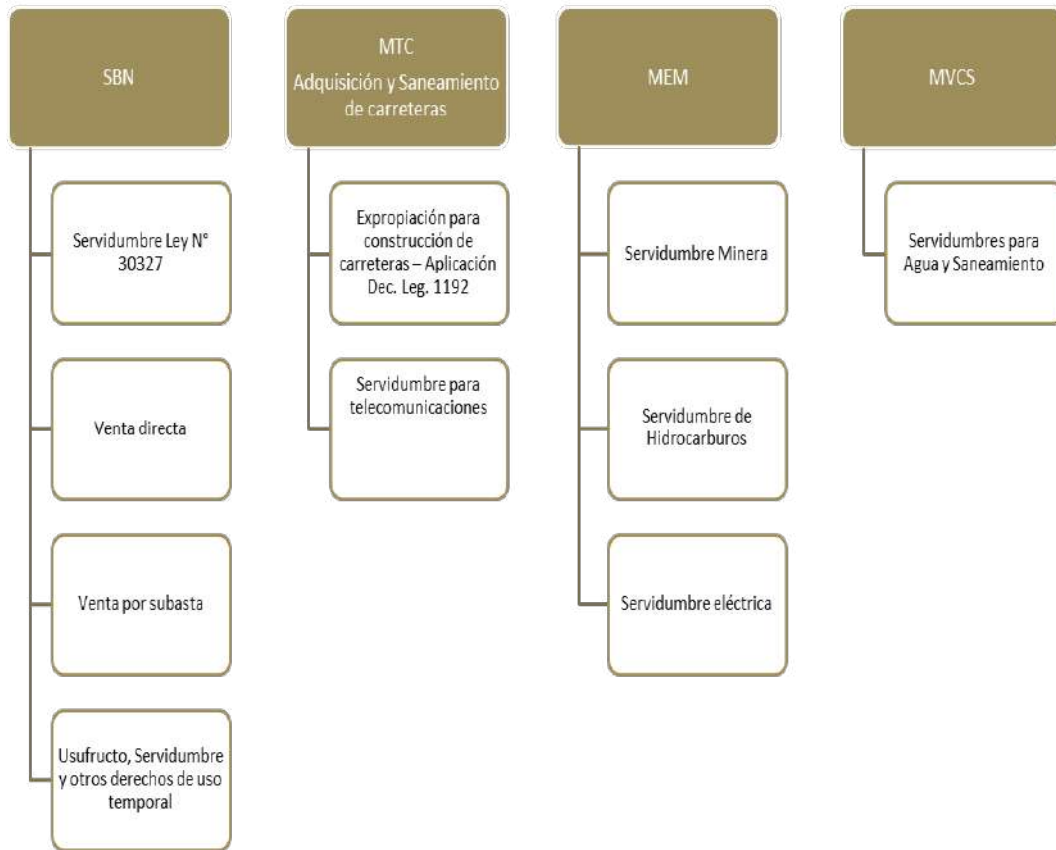 SBN
Servidumbre Ley N°
30327
Venta directa
Venta por subasta
Usufructo, Servidumbre
y otros derechos de uso
temporal
MTC
Adquisición y Saneamiento
de carreteras
Expropiación para
construcción de
carreteras – Aplicación
Dec. Leg. 1192
Servidumbre para
telecomunicaciones
MEM
Servidumbre Minera
Servidumbre de
Hidrocarburos
Servidumbre eléctrica
MVCS
Servidumbres para
Agua y Saneamiento